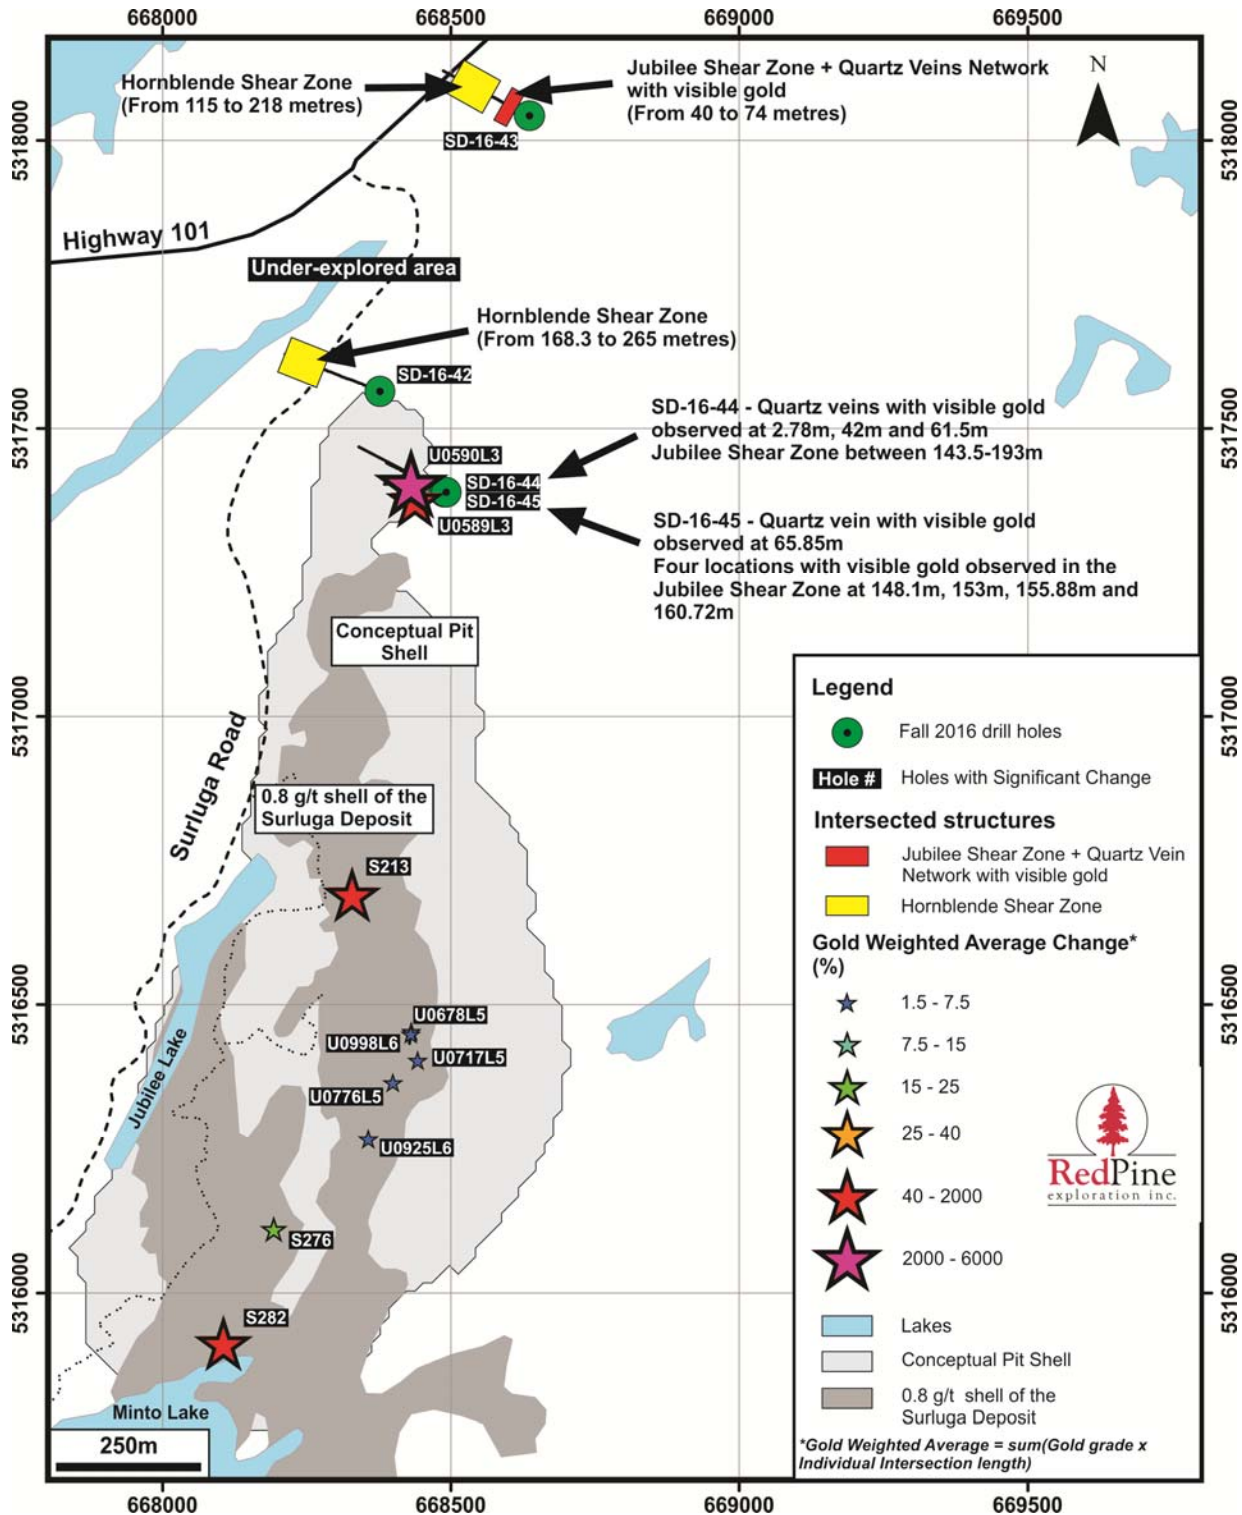 668000
668500
669000
669500
Hornblende Shear Zone
(From 115 to 218 metres)
Jubilee Shear Zone + Quartz Veins Network
with visible gold
(From 40 to 74 metres)
N
SD-16-43
5318000
5318000
Highway 101
Under-explored area
Hornblende Shear Zone
(From 168.3 to 265 metres)
SD-16-42
5317500
5317500
SD-16-44 - Quartz veins with visible gold
observed at 2.78m, 42m and 61.5m
Jubilee Shear Zone between 143.5-193m
U0590L3
SD-16-44
SD-16-45
U0589L3
SD-16-45 - Quartz vein with visible gold
observed at 65.85m
Four locations with visible gold observed in the
Jubilee Shear Zone at 148.1m, 153m, 155.88m and
160.72m
Conceptual Pit
Shell
5317000
5317000
Surluga Road
0.8 g/t shell of the
Surluga Deposit
S213
5316500
5316500
U0678L5
U0998L6
U0717L5
U0776L5
U0925L6
Jubilee Lake
S276
5316000
5316000
S282
Minto Lake
250m
Legend
Fall 2016 drill holes
Hole #
Holes with Significant Change
Intersected structures
Jubilee Shear Zone + Quartz Vein
Network with visible gold
Hornblende Shear Zone
Gold Weighted Average Change*
(%)
1.5 - 7.5
7.5 - 15
15 - 25
25 - 40
40 - 2000
2000 - 6000
RedPine
exploration inc.
Lakes
Conceptual Pit Shell
0.8 g/t shell of the
Surluga Deposit
*Gold Weighted Average = sum(Gold grade x
Individual Intersection length)
668000
668500
669000
669500